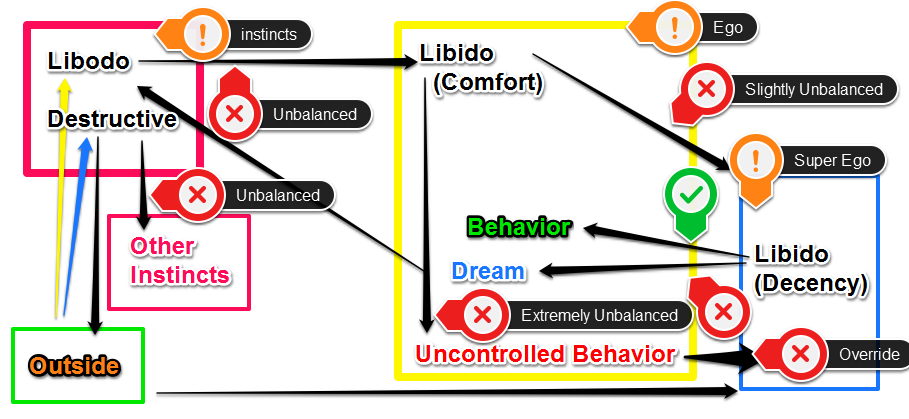 instincts
Ego
Libodo
Libido
(Comfort)
Slightly Unbalanced
Destructive
Unbalanced
Super Ego
Unbalanced
Behavior
Other
Instincts
Libido
(Decency)
Dream
Extremely Unbalanced
Uncontrolled Behavior
Override
Outside